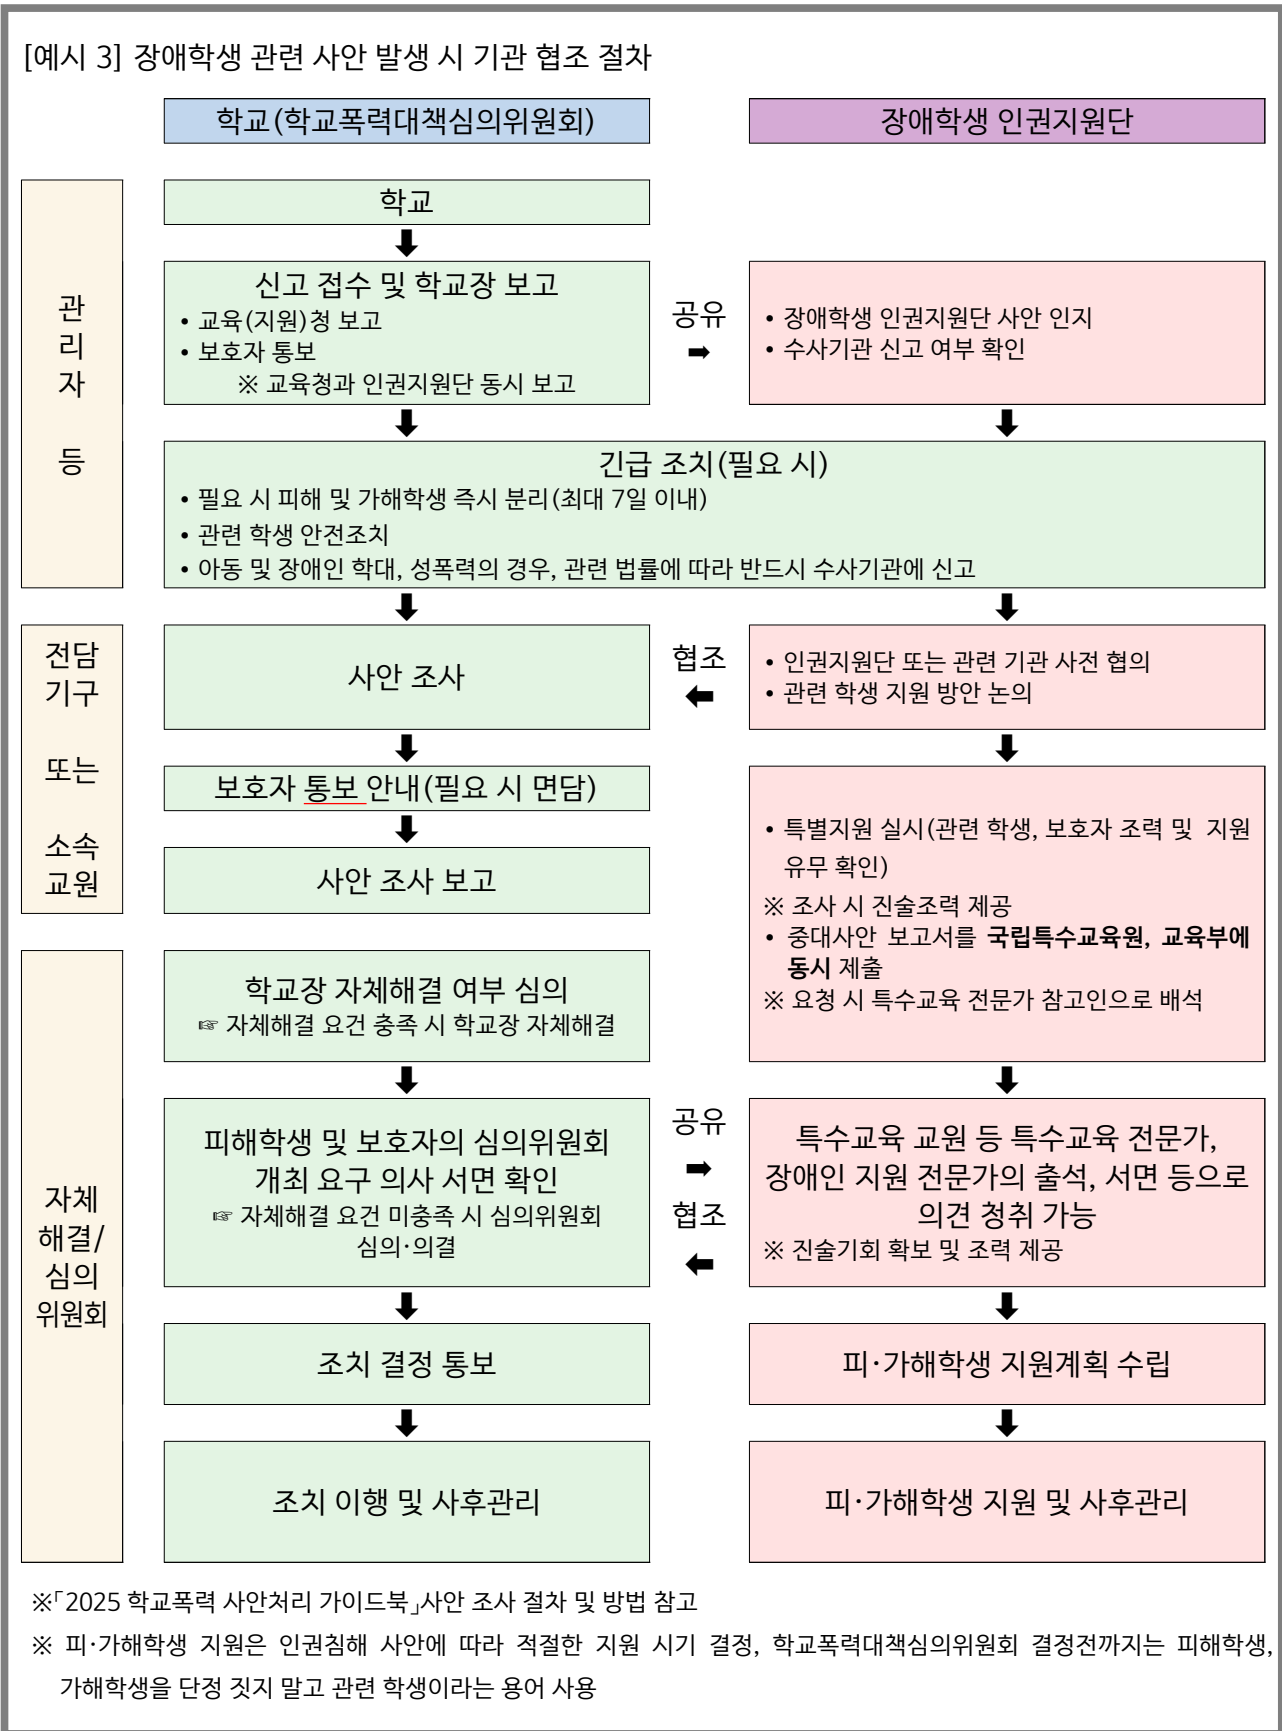 [예시 3] 장애학생 관련 사안 발생 시 기관 협조 절차
학교(학교폭력대책심의위원회)
장애학생 인권지원단
관
리
자
등
학교
신고 접수 및 학교장 보고
• 교육(지원)청 보고
• 보호자 통보
※ 교육청과 인권지원단 동시 보고
공유
➡
• 장애학생 인권지원단 사안 인지
• 수사기관 신고 여부 확인
긴급 조치(필요 시)
• 필요 시 피해 및 가해학생 즉시 분리(최대 7일 이내)
• 관련 학생 안전조치
• 아동 및 장애인 학대, 성폭력의 경우, 관련 법률에 따라 반드시 수사기관에 신고
전담
기구
또는
소속
교원
사안 조사
협조
⬅
• 인권지원단 또는 관련 기관 사전 협의
• 관련 학생 지원 방안 논의
보호자 통보 안내(필요 시 면담)
사안 조사 보고
• 특별지원 실시(관련 학생, 보호자 조력 및 지원
유무 확인)
※ 조사 시 진술조력 제공
• 중대사안 보고서를 국립특수교육원, 교육부에
동시 제출
※ 요청 시 특수교육 전문가 참고인으로 배석
자체
해결/
심의
위원회
학교장 자체해결 여부 심의
☞ 자체해결 요건 충족 시 학교장 자체해결
피해학생 및 보호자의 심의위원회
개최 요구 의사 서면 확인
☞ 자체해결 요건 미충족 시 심의위원회
심의·의결
공유
➡
협조
⬅
특수교육 교원 등 특수교육 전문가,
장애인 지원 전문가의 출석, 서면 등으로
의견 청취 가능
※ 진술기회 확보 및 조력 제공
조치 결정 통보
피·가해학생 지원계획 수립
조치 이행 및 사후관리
피·가해학생 지원 및 사후관리
※「2025 학교폭력 사안처리 가이드북」사안 조사 절차 및 방법 참고
※ 피·가해학생 지원은 인권침해 사안에 따라 적절한 지원 시기 결정, 학교폭력대책심의위원회 결정전까지는 피해학생,
가해학생을 단정 짓지 말고 관련 학생이라는 용어 사용